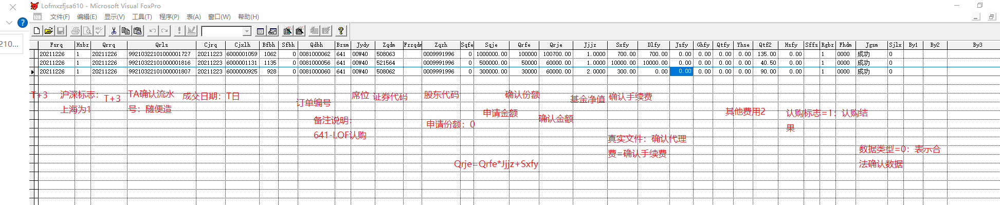 Lofmxzfjsa610 - Microsoft Visual FoxPro
文件(F) 编辑(E) 显示(V) 工具(T) 程序(P) 表(A) 窗口(W) 帮助(H)
210...
Fsrq Hsbz Qrrq Qrls Cjrq Cjxlh Bfbh Sfbh Qdbh Bzsm Jydy Zqdm Fzzqdm Zqzh Sqfe Sqje Qrfe Qrje Jjjz Sxfy Dlfy Jsfy Ghfy Qtfy Yhse Qtf2 Hsfy Sffs Rgbz Fhdm Jgsm Sjlx By1 By2 By3
20211226 1 20211226 99210322101000001727 20211223 6000001059 1062 0 0081000062 641 00W40 508063 0009991996 0 1000000.00 100000 100700.00 1.0000 700.00 700.00 0.00 0.00 0.00 0.00 135.00 0.00 1 0000 成功 0
20211226 1 20211226 99210322101000001816 20211223 6000001131 1135 0 0081000056 641 00W40 521564 0009991996 0 500000.00 50000 60000.00 1.0000 10000.00 10000.00 0.00 0.00 0.00 0.00 40.50 0.00 1 0000 成功 0
20211226 1 20211226 99210322101000001807 20211223 6000000925 928 0 0081000060 641 00W40 508062 0009991996 0 300000.00 30000 60000.00 2.0000 300.00 0.00 0.00 0.00 0.00 0.00 90.00 0.00 1 0000 成功 0
T+3
沪深标志：
上海为1
T+3
TA确认流水
号：随便造
成交日期：T日
订单编号
备注说明：
641-LOF认购
席位
证券代码
股东代码
申请份额：0
申请金额
确认份额
确认金额
Qrje=Qrfe*Jjjz+Sxfy
基金净值
确认手续费
真实文件：确认代理
费=确认手续费
其他费用2
认购标志=1：认购结
果
数据类型=0：表示合
法确认数据